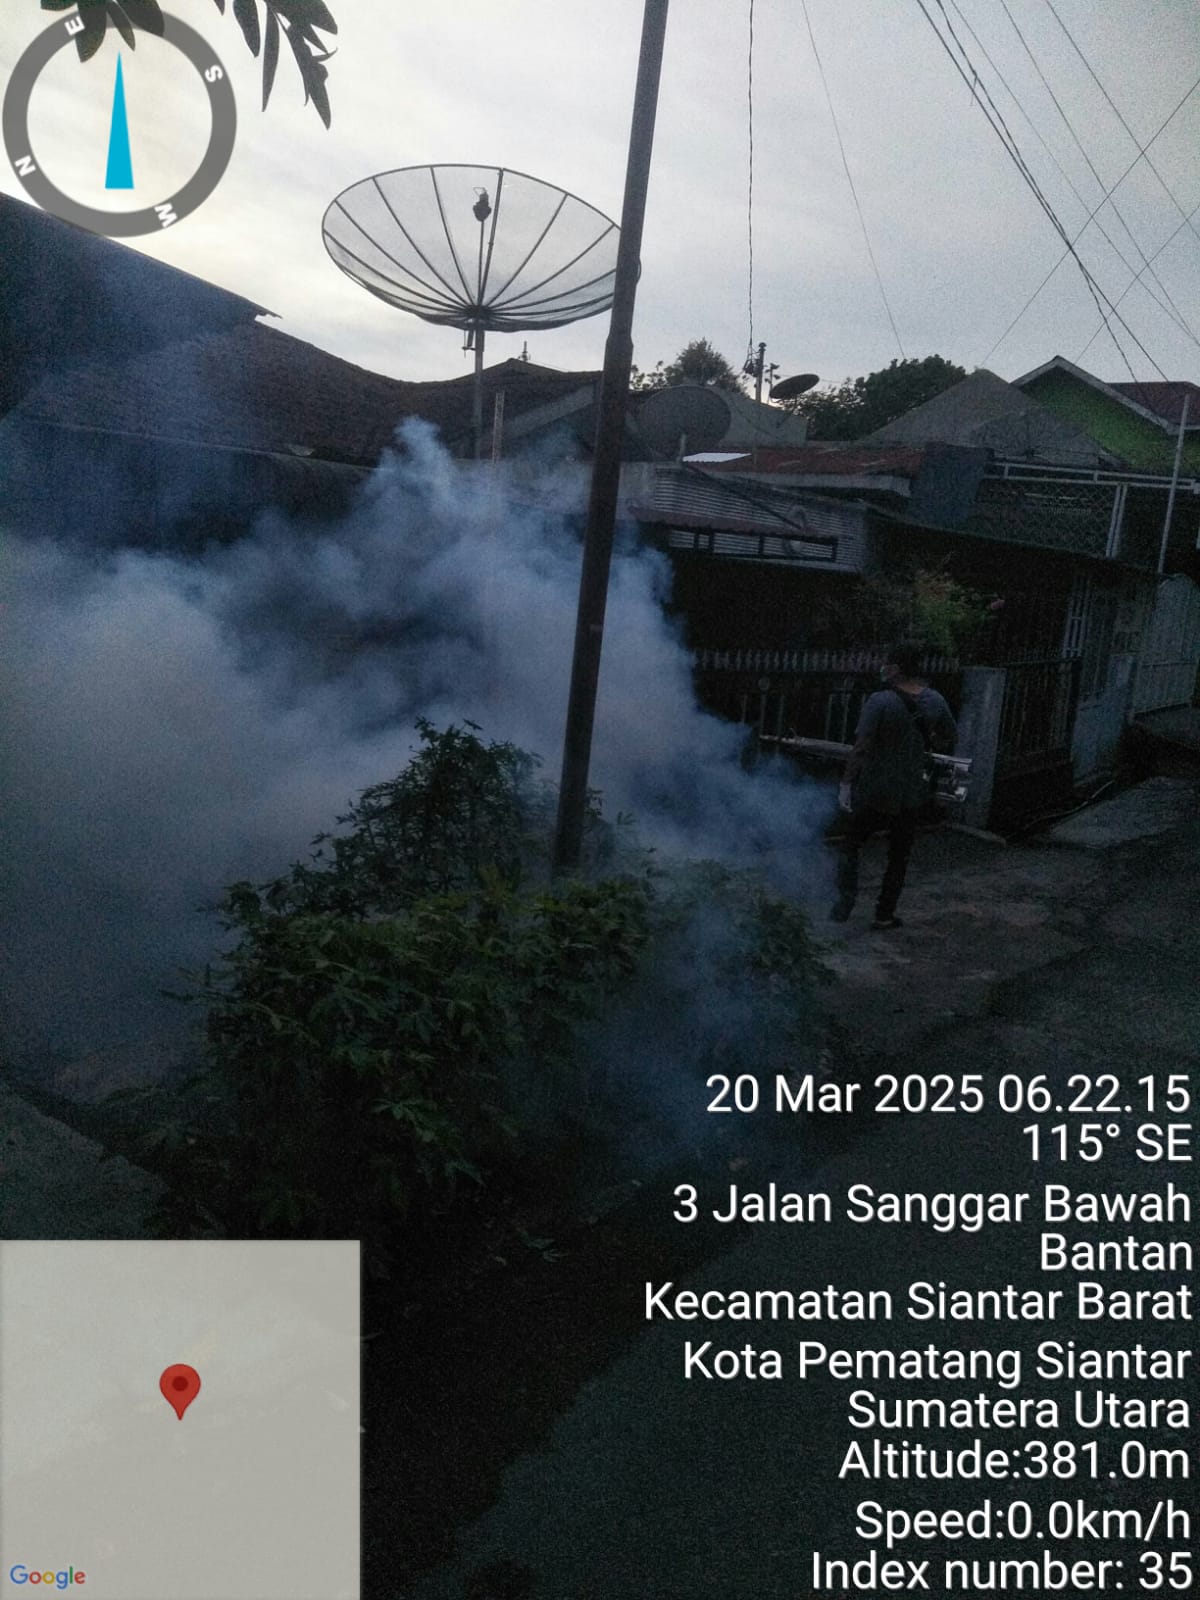 E
S
N
W
20 Mar 2025 06.22.15
115° SE
3 Jalan Sanggar Bawah
Bantan
Kecamatan Siantar Barat
Kota Pematang Siantar
Sumatera Utara
Altitude:381.0m
Speed:0.0km/h
Index number: 35
Google